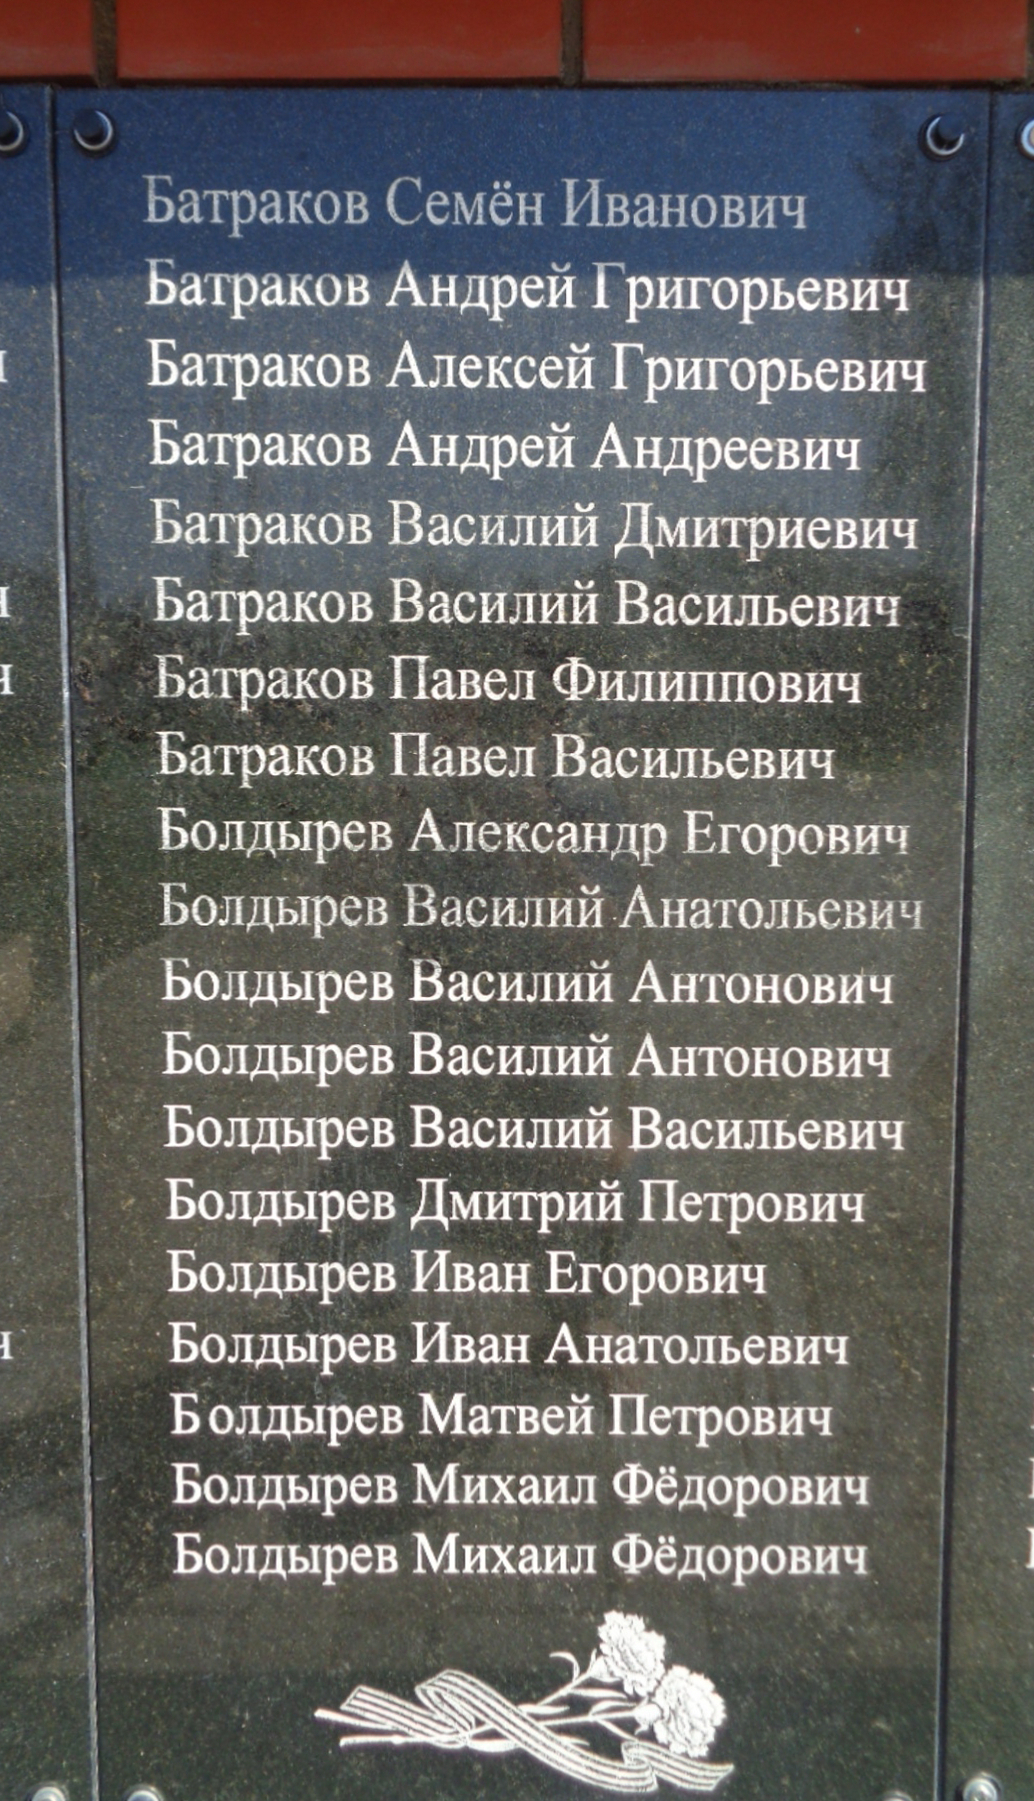 Батраков Семён Иванович
Батраков Андрей Григорьевич
Батраков Алексей Григорьевич
Батраков Андрей Андреевич
Батраков Василий Дмитриевич
Батраков Василий Васильевич
Батраков Павел Филиппович
Батраков Павел Васильевич
Болдырев Александр Егорович
Болдырев Василий Анатольевич
Болдырев Василий Антонович
Болдырев Василий Антонович
Болдырев Василий Васильевич
Болдырев Дмитрий Петрович
Болдырев Иван Егорович
Болдырев Иван Анатольевич
Болдырев Матвей Петрович
Болдырев Михаил Фёдорович
Болдырев Михаил Фёдорович